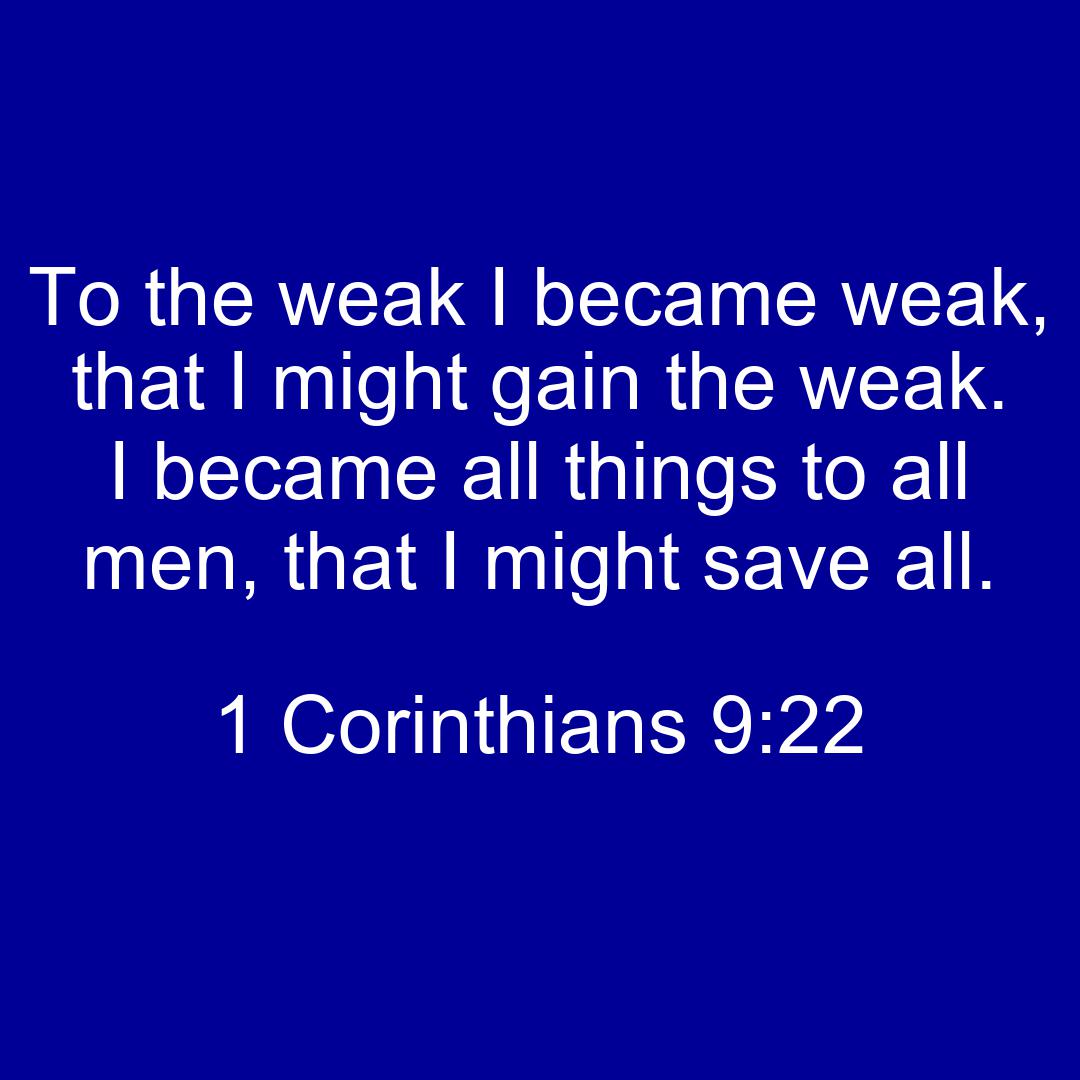 To the weak I became weak,
that I might gain the weak.
I became all things to all
men, that I might save all.
1 Corinthians 9:22